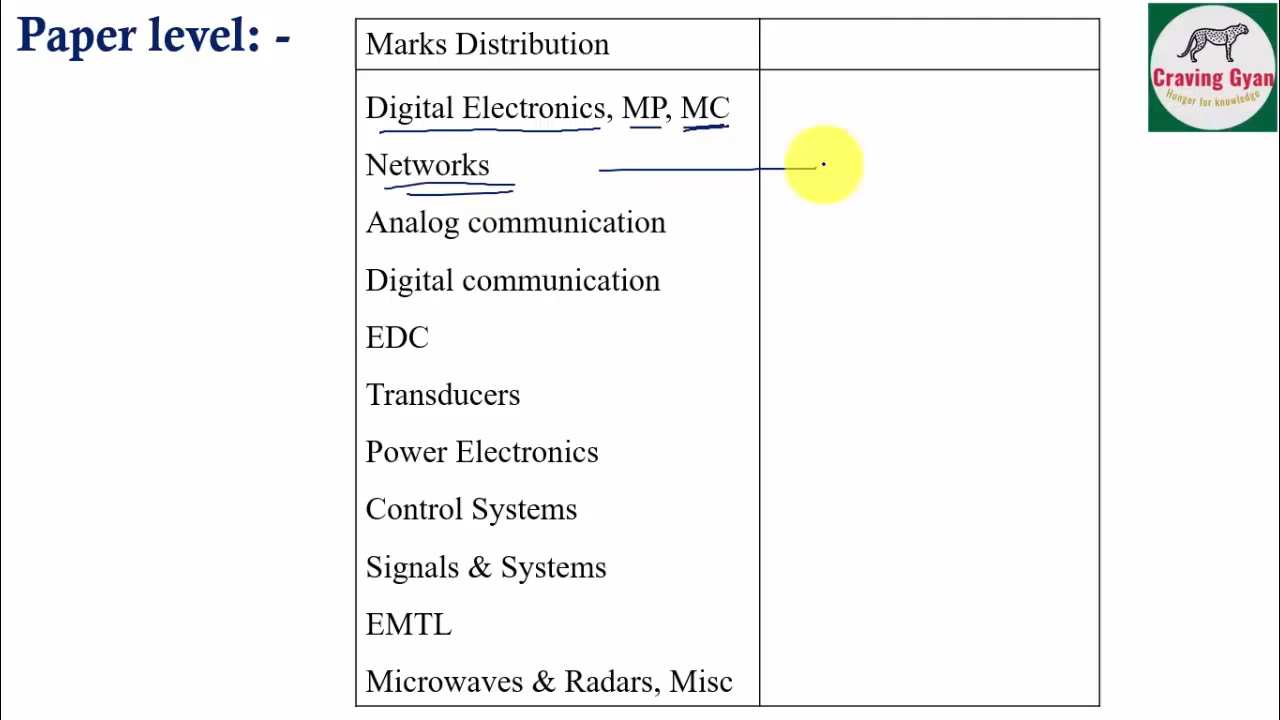 Paper level: -
Marks Distribution
Digital Electronics, MP, MC
Networks
Analog communication
Digital communication
EDC
Transducers
Power Electronics
Control Systems
Signals & Systems
EMTL
Microwaves & Radars, Misc
Craving Gyan
Hunger for knowledge